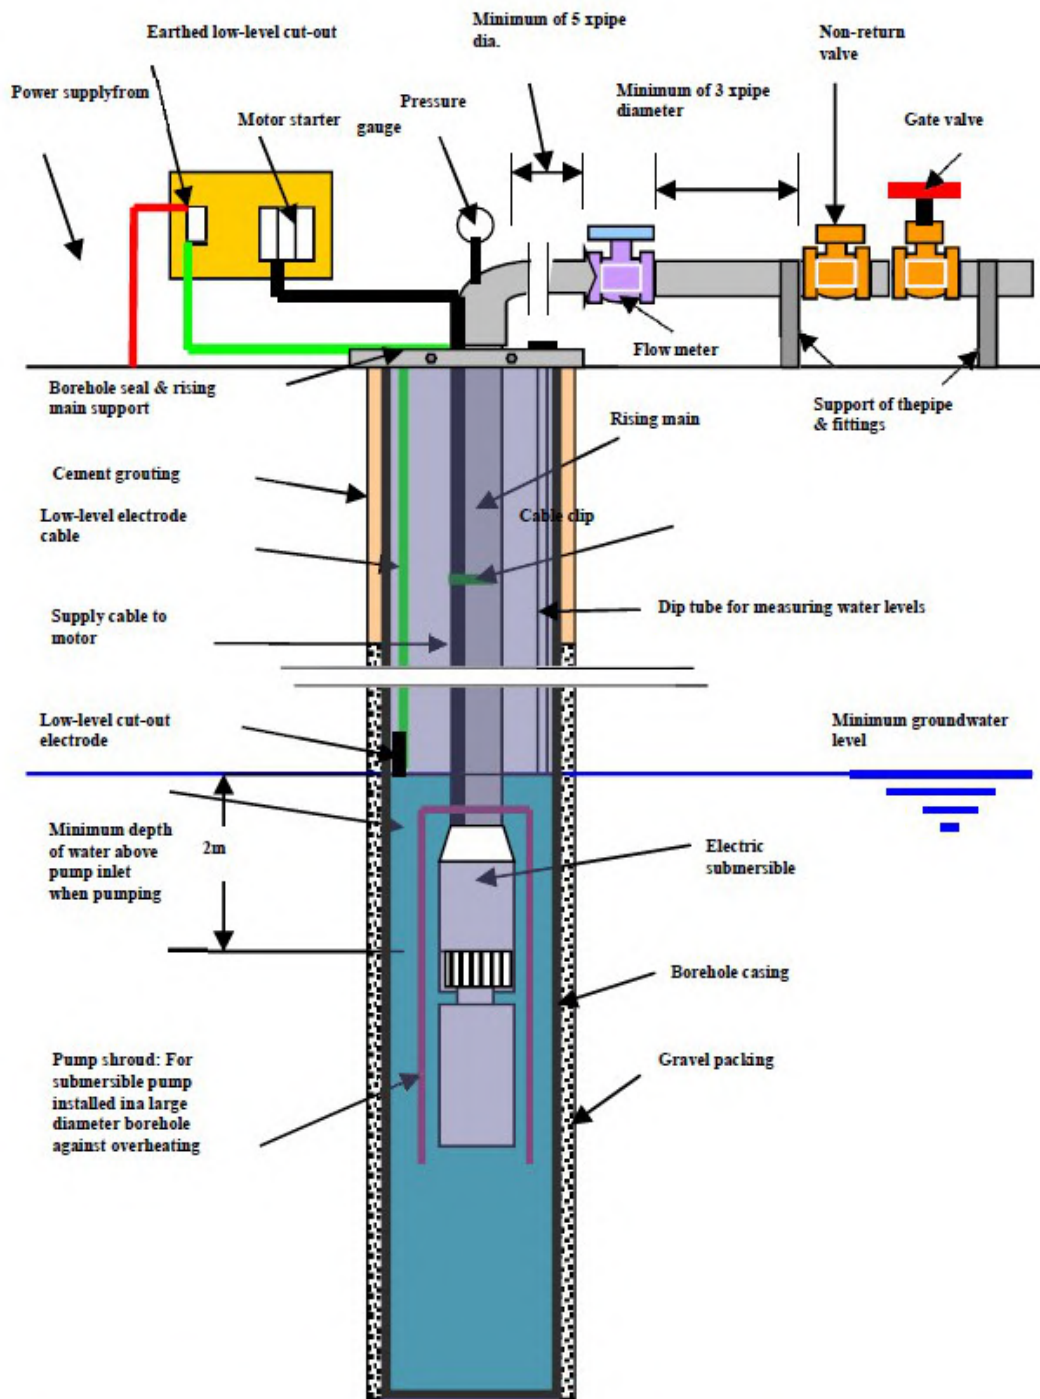 Minimum of 5 xpipe
dia.
Earthed low-level cut-out
Non-return
valve
Power supplyfrom
Pressure
gauge
Minimum of 3 xpipe
diameter
Motor starter
Gate valve
Flow meter
Borehole seal & rising
main support
Support of thepipe
& fittings
Rising main
Cement grouting
Low-level electrode
cable
Cable clip
Supply cable to
motor
Dip tube for measuring water levels
Low-level cut-out
electrode
Minimum groundwater
level
Minimum depth
of water above
pump inlet
when pumping
2m
Electric
submersible
Borehole casing
Pump shroud: For
submersible pump
installed ina large
diameter borehole
against overheating
Gravel packing